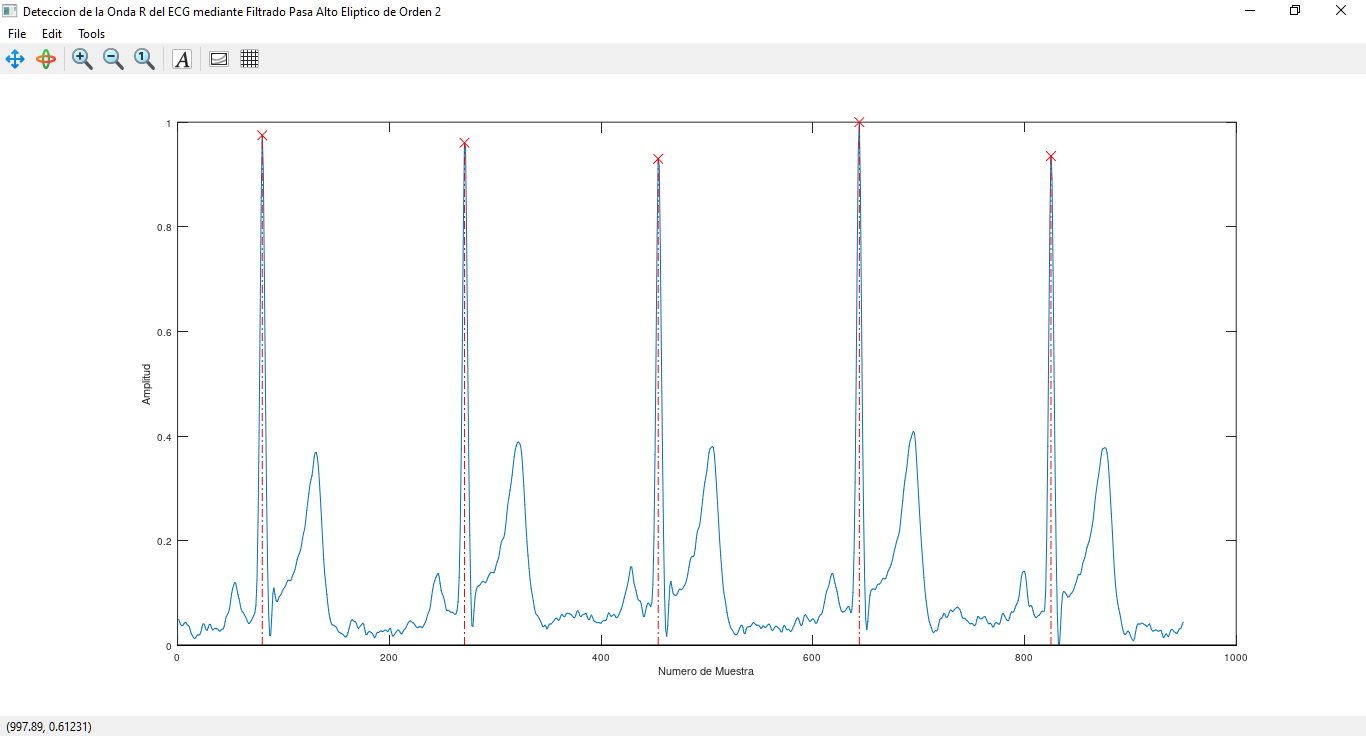 Deteccion de la Onda R del ECG mediante Filtrado Pasa Alto Eliptico de Orden 2
File Edit Tools
A
1
0.8
0.6
0.4
0.2
0
Amplitud
0 200 400 600 800 1000
Numero de Muestra
(997.89, 0.61231)